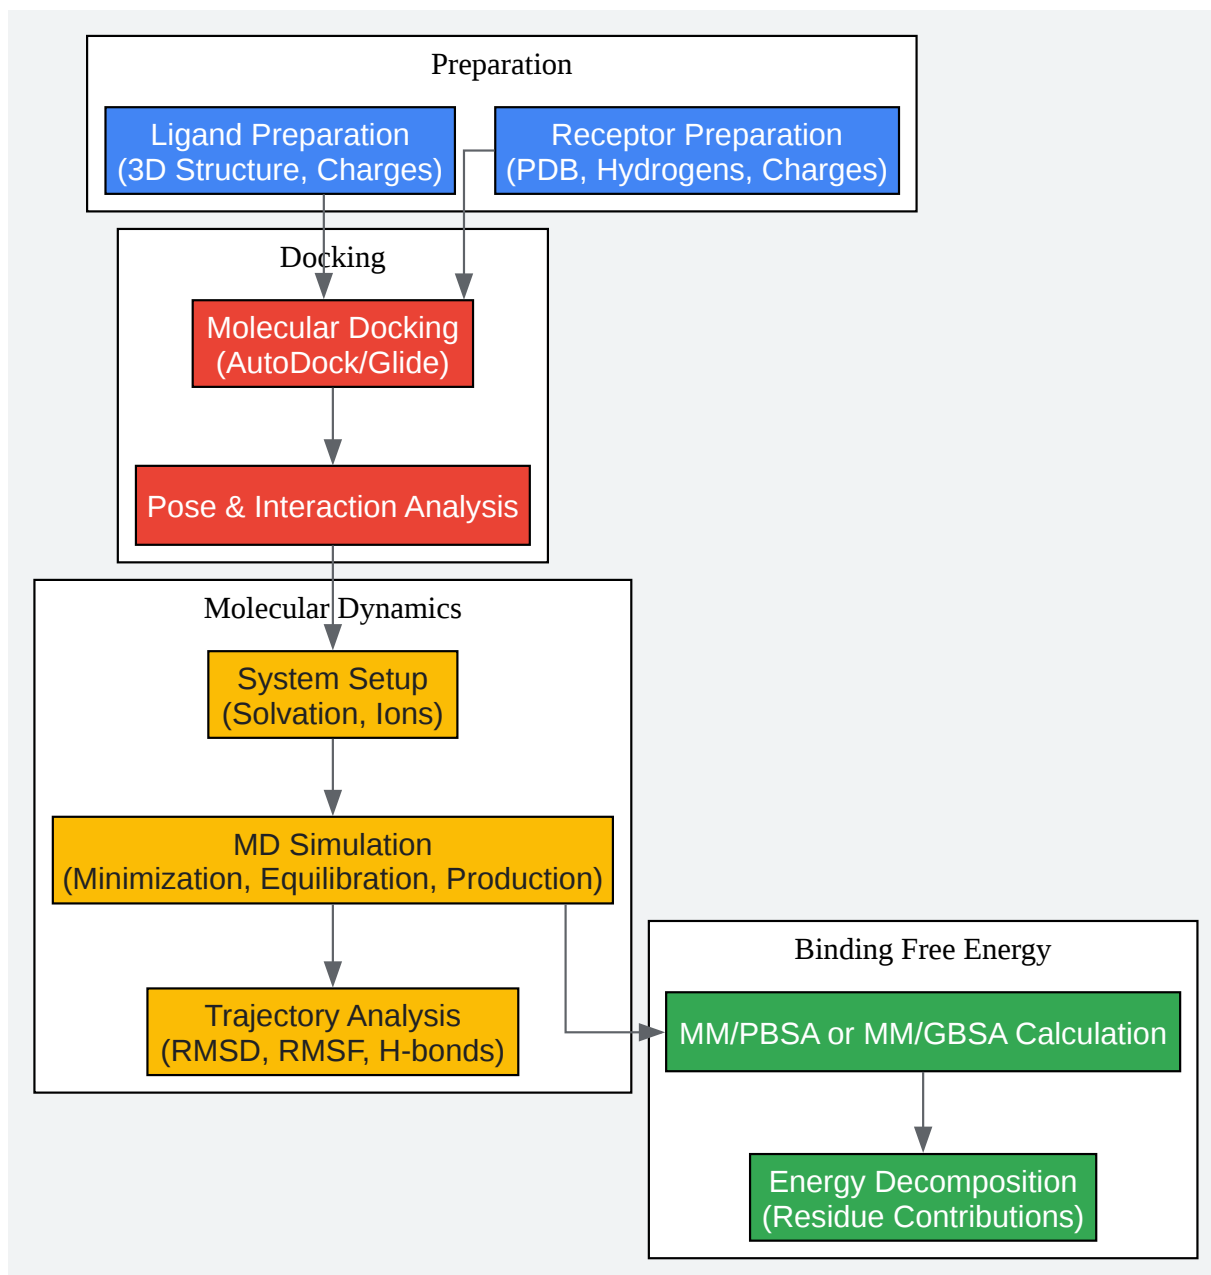 Preparation
Ligand Preparation
(3D Structure, Charges)
Receptor Preparation
(PDB, Hydrogens, Charges)
Docking
Molecular Docking
(AutoDock/Glide)
Pose & Interaction Analysis
Molecular Dynamics
System Setup
(Solvation, Ions)
MD Simulation
(Minimization, Equilibration, Production)
Trajectory Analysis
(RMSD, RMSF, H-bonds)
Binding Free Energy
MM/PBSA or MM/GBSA Calculation
Energy Decomposition
(Residue Contributions)